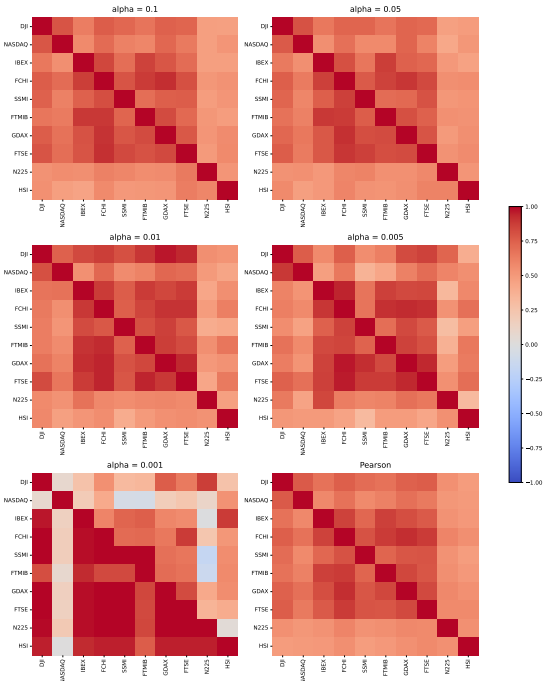 alpha = 0.1
DJI
NASDAQ
IBEX
FCHI
SSMI
FTMIB
GDAX
FTSE
N225
HSI
DJI
NASDAQ
IBEX
FCHI
SSMI
FTMIB
GDAX
FTSE
N225
HSI
alpha = 0.05
DJI
NASDAQ
IBEX
FCHI
SSMI
FTMIB
GDAX
FTSE
N225
HSI
DJI
NASDAQ
IBEX
FCHI
SSMI
FTMIB
GDAX
FTSE
N225
HSI
alpha = 0.01
DJI
NASDAQ
IBEX
FCHI
SSMI
FTMIB
GDAX
FTSE
N225
HSI
DJI
NASDAQ
IBEX
FCHI
SSMI
FTMIB
GDAX
FTSE
N225
HSI
alpha = 0.005
DJI
NASDAQ
IBEX
FCHI
SSMI
FTMIB
GDAX
FTSE
N225
HSI
DJI
NASDAQ
IBEX
FCHI
SSMI
FTMIB
GDAX
FTSE
N225
HSI
alpha = 0.001
DJI
NASDAQ
IBEX
FCHI
SSMI
FTMIB
GDAX
FTSE
N225
HSI
DJI
NASDAQ
IBEX
FCHI
SSMI
FTMIB
GDAX
FTSE
N225
HSI
Pearson
DJI
NASDAQ
IBEX
FCHI
SSMI
FTMIB
GDAX
FTSE
N225
HSI
DJI
NASDAQ
IBEX
FCHI
SSMI
FTMIB
GDAX
FTSE
N225
HSI
1.00
0.75
0.50
0.25
0.00
−0.25
−0.50
−0.75
−1.00